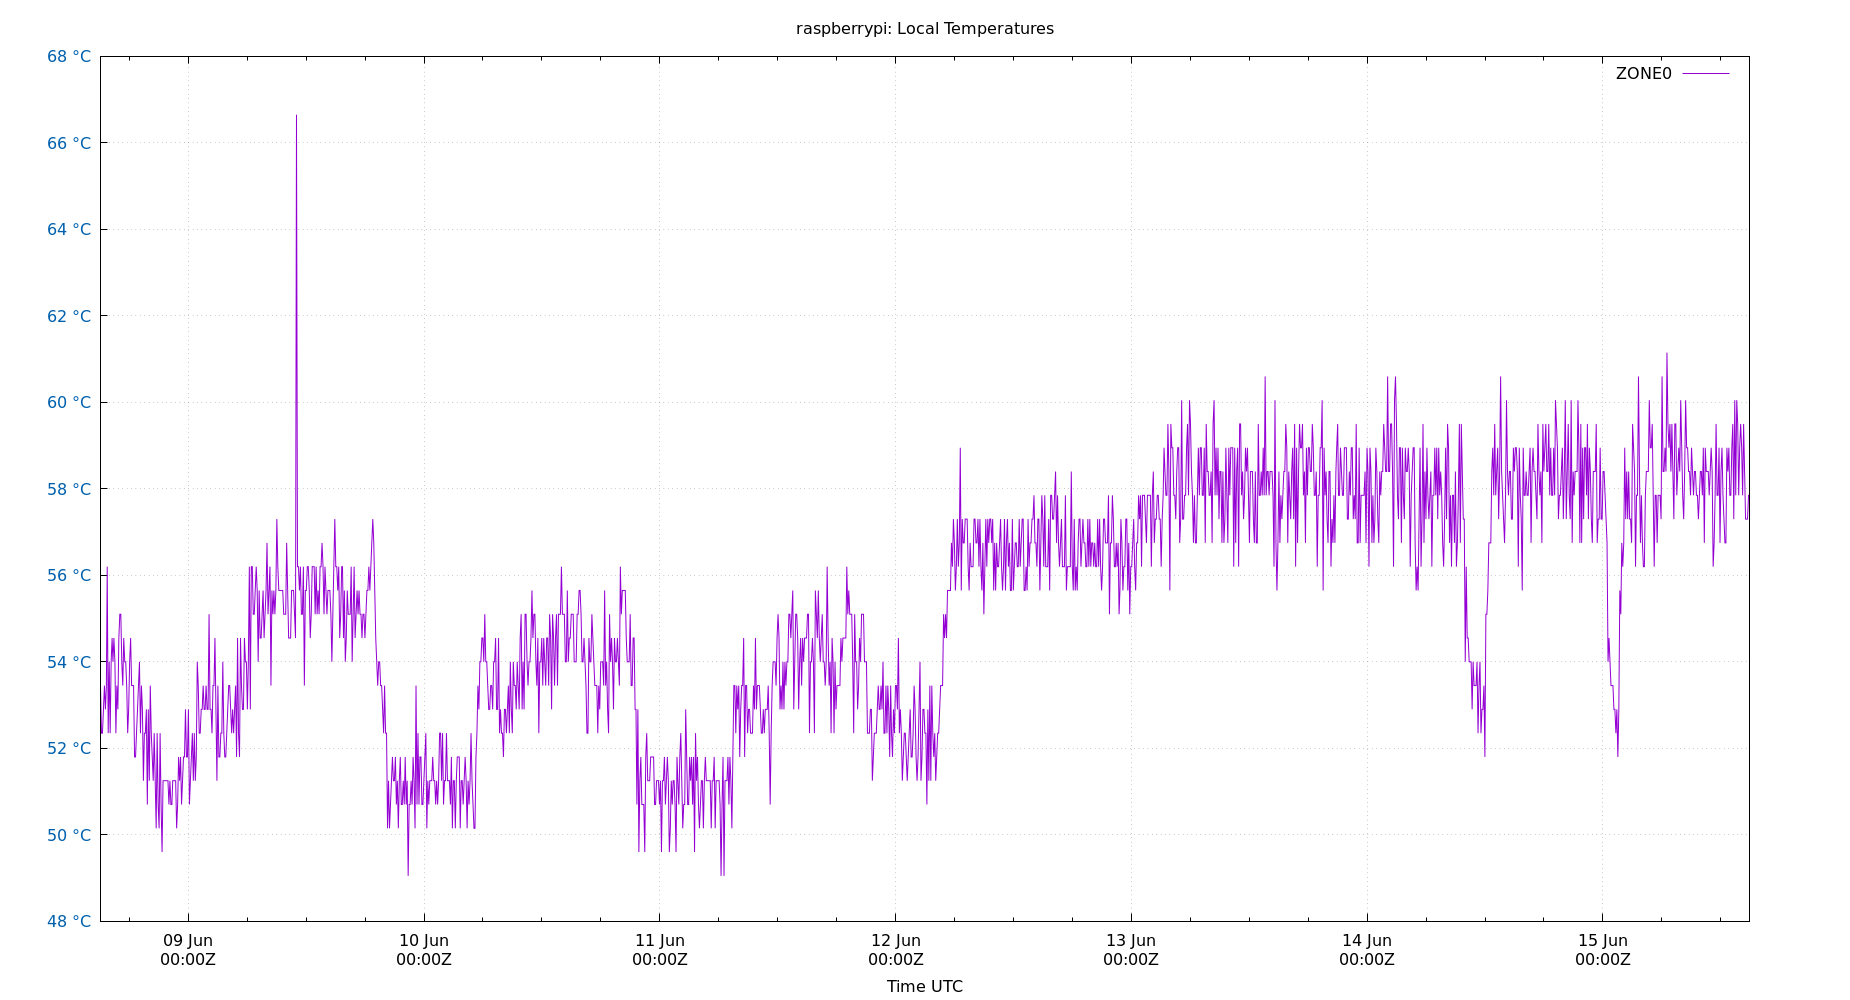 raspberrypi: Local Temperatures
68 °C
ZONE0
66 °C
64 °C
62 °C
60 °C
58 °C
56 °C
54 °C
52 °C
50 °C
48 °C
09 Jun
00:00Z
10 Jun
00:00Z
11 Jun
00:00Z
12 Jun
00:00Z
13 Jun
00:00Z
14 Jun
00:00Z
15 Jun
00:00Z
Time UTC